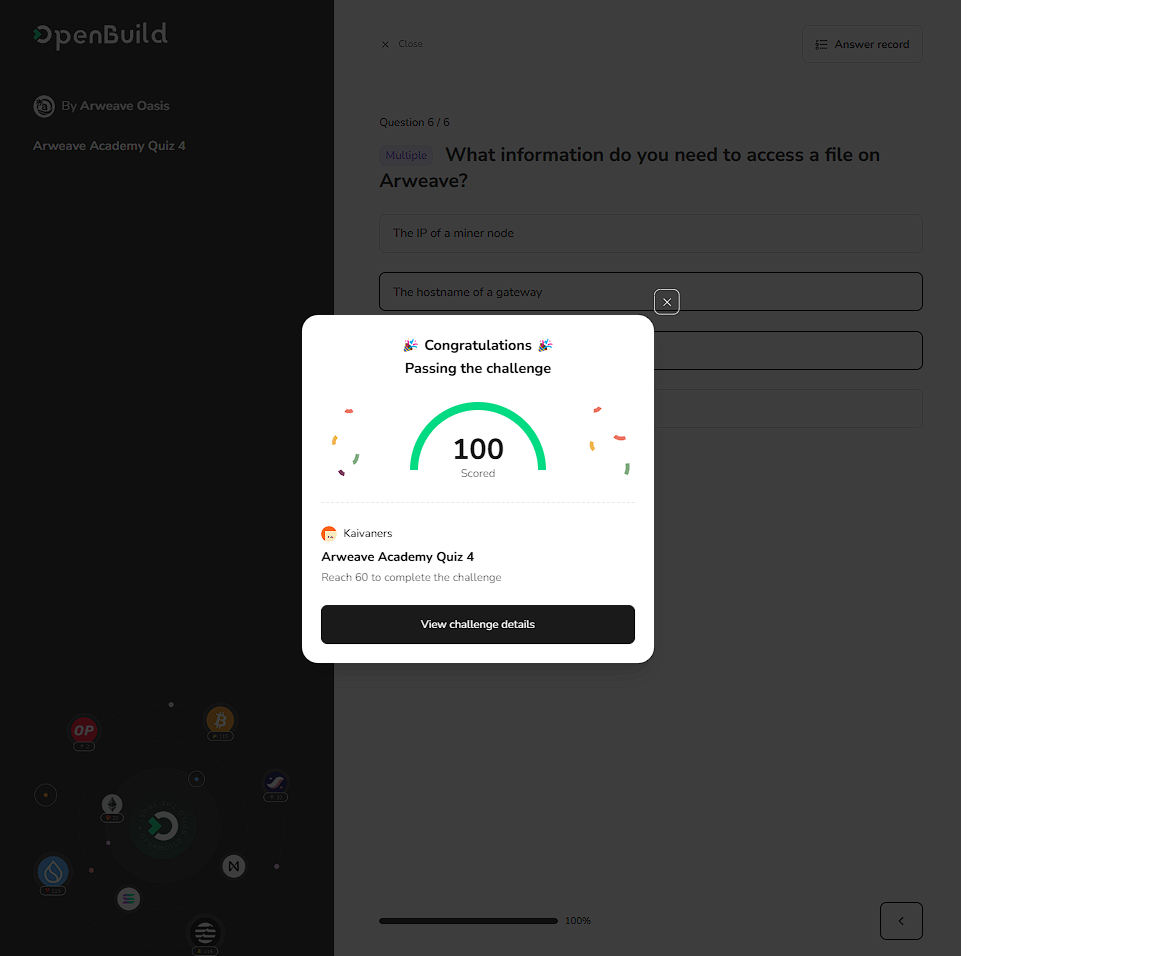 OpenBuild
Close
Answer record
By Arweave Oasis
Arweave Academy Quiz 4
Question 6 / 6
Multiple What information do you need to access a file on
Arweave?
The IP of a miner node
The hostname of a gateway
🎉 Congratulations 🎉
Passing the challenge
100
Scored
Kaivaners
Arweave Academy Quiz 4
Reach 60 to complete the challenge
View challenge details
OP
100%